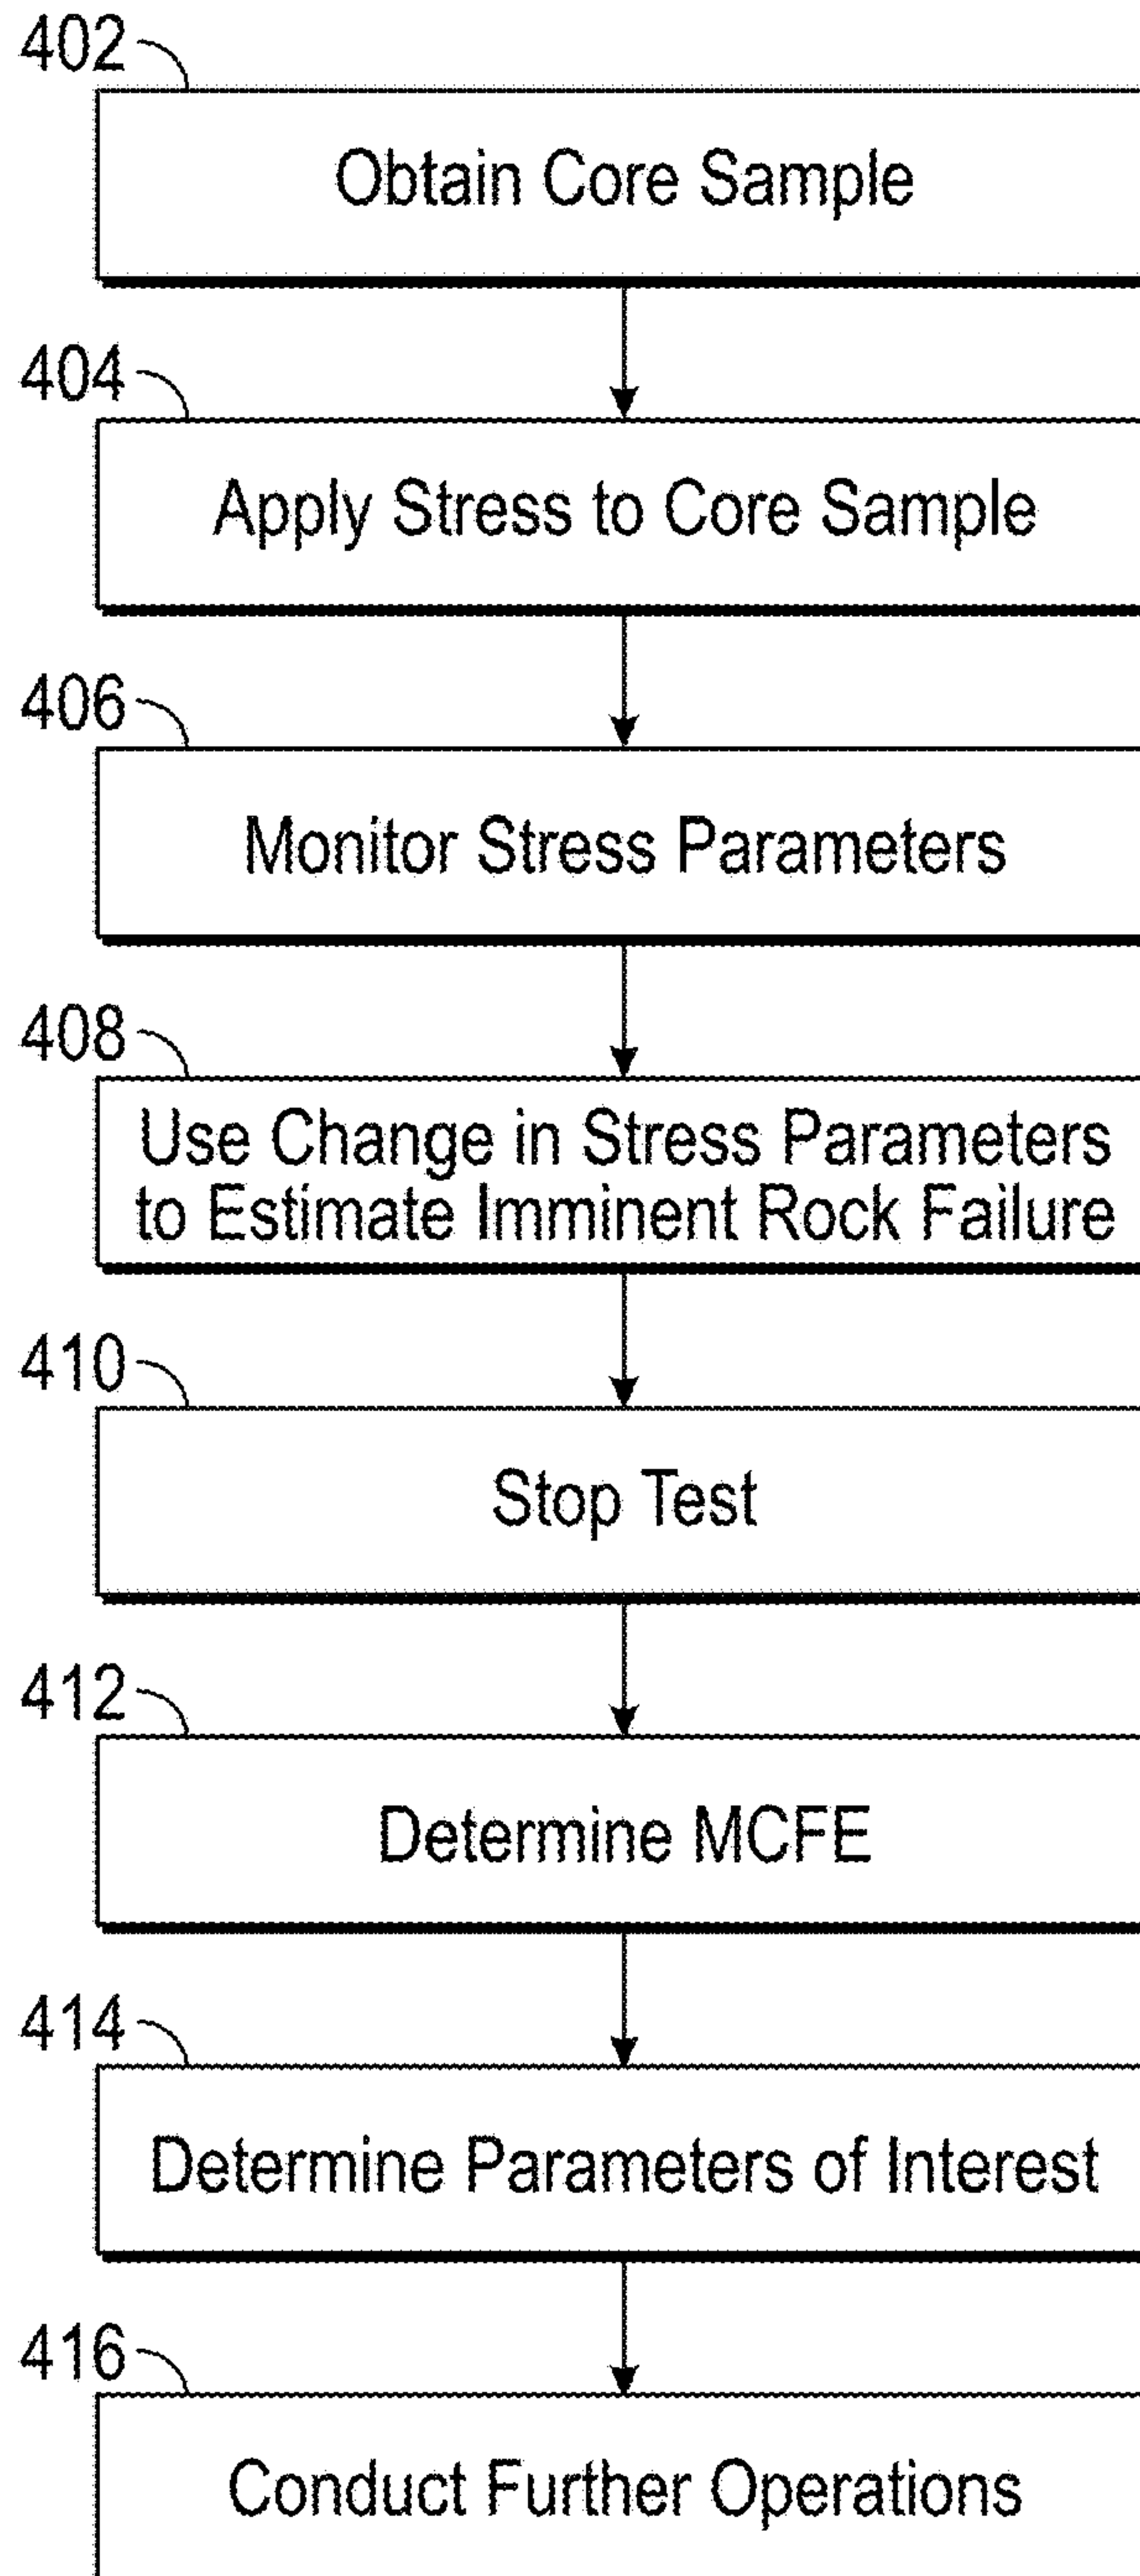 402
Obtain Core Sample
404
Apply Stress to Core Sample
406
Monitor Stress Parameters
408
Use Change in Stress Parameters
to Estimate Imminent Rock Failure
410
Stop Test
412
Determine MCFE
414
Determine Parameters of Interest
416
Conduct Further Operations